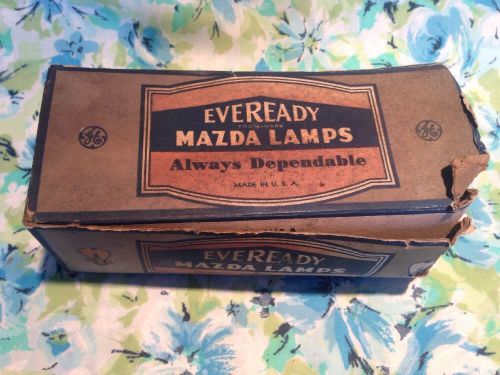 EVEREADY
TRADE-MARK
MAZDA LAMPS
Always Dependable
MADE IN U. S. A.
GE
GE
EVEREADY
MAZDA LAMPS